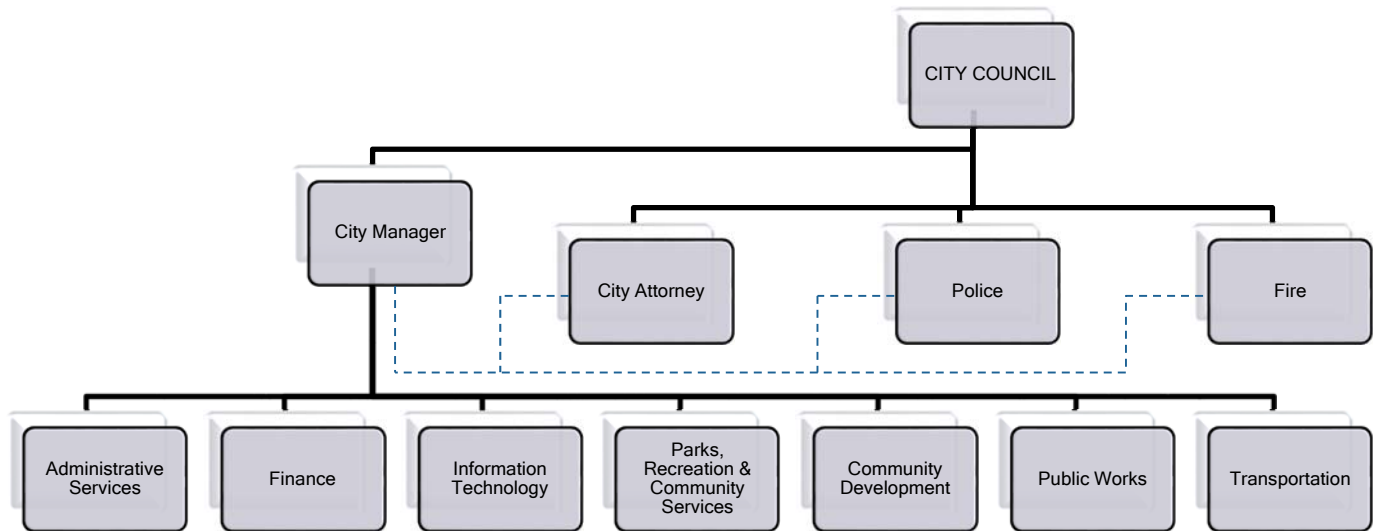 CITY COUNCIL
City Manager
City Attorney
Police
Fire
Administrative
Services
Finance
Information
Technology
Parks,
Recreation &
Community
Services
Community
Development
Public Works
Transportation